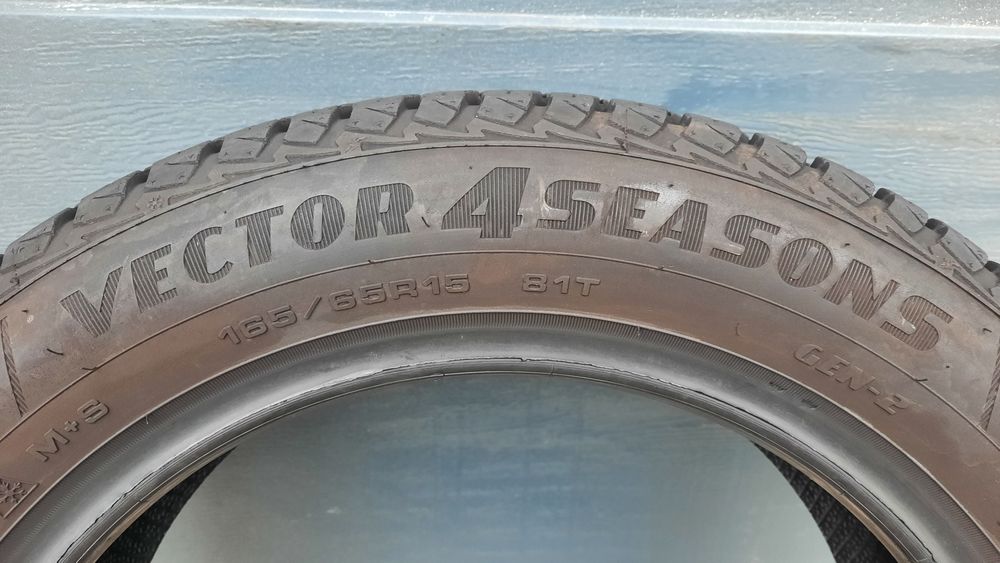 VECTOR 4SEASONS
165/65R15 81T
GEN-2
M+S